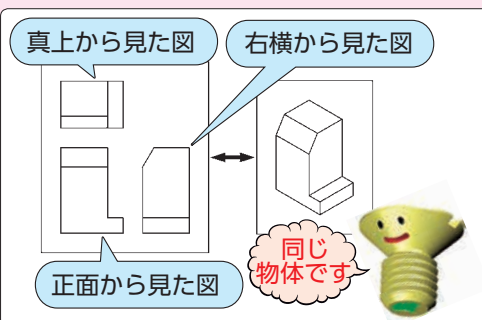 真上から見た図
右横から見た図
正面から見た図
同じ
物体です